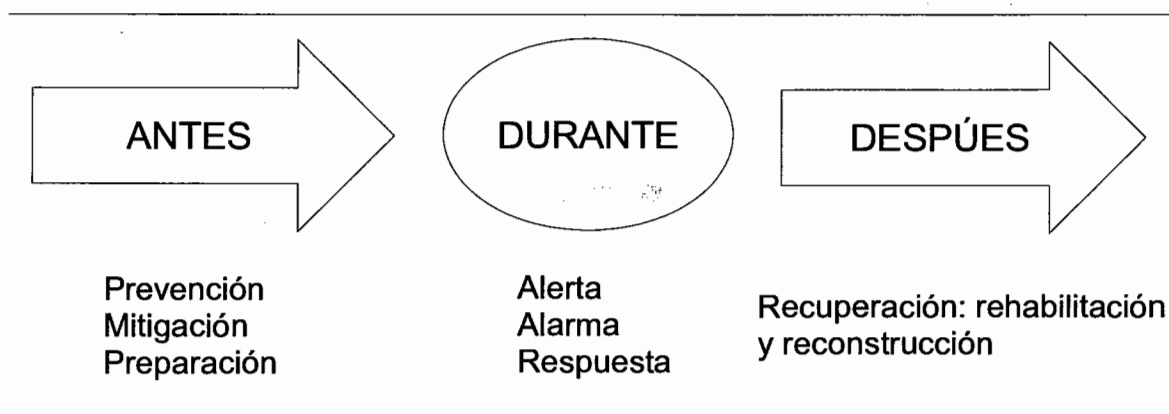 ANTES
DURANTE
DESPÚES
Prevención
Mitigación
Preparación
Alerta
Alarma
Respuesta
Recuperación: rehabilitación
y reconstrucción